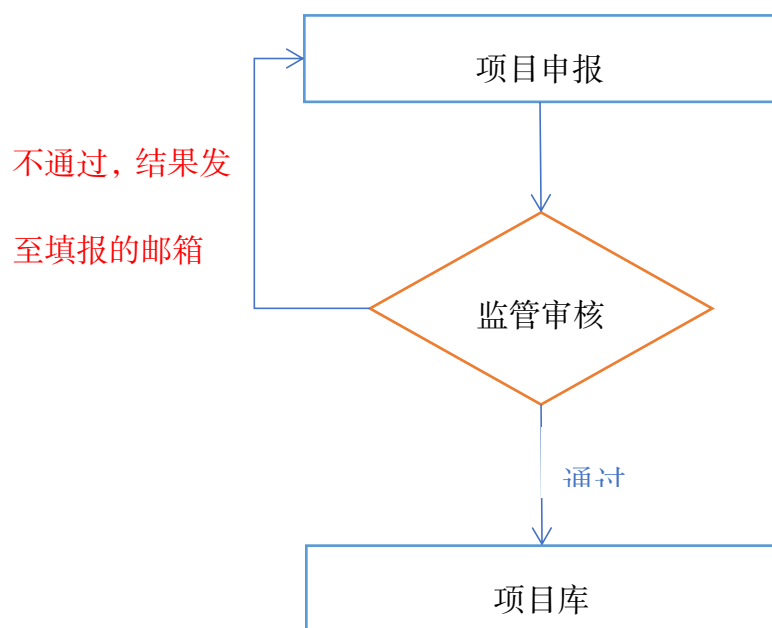 项目申报
不通过，结果发
至填报的邮箱
监管审核
通过
项目库